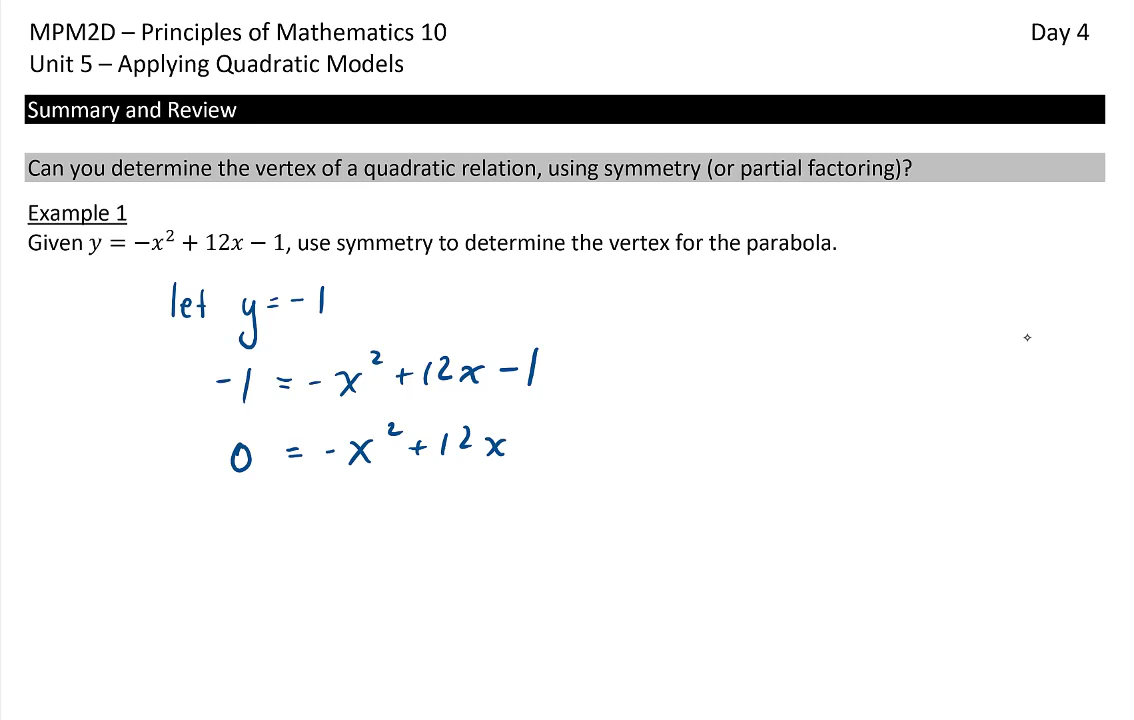 MPM2D – Principles of Mathematics 10 Day 4
Unit 5 – Applying Quadratic Models
Summary and Review
Can you determine the vertex of a quadratic relation, using symmetry (or partial factoring)?
Example 1
Given y = −x² + 12x − 1, use symmetry to determine the vertex for the parabola.
let y = -1
-1 = -x² + 12x - 1
0 = -x² + 12x